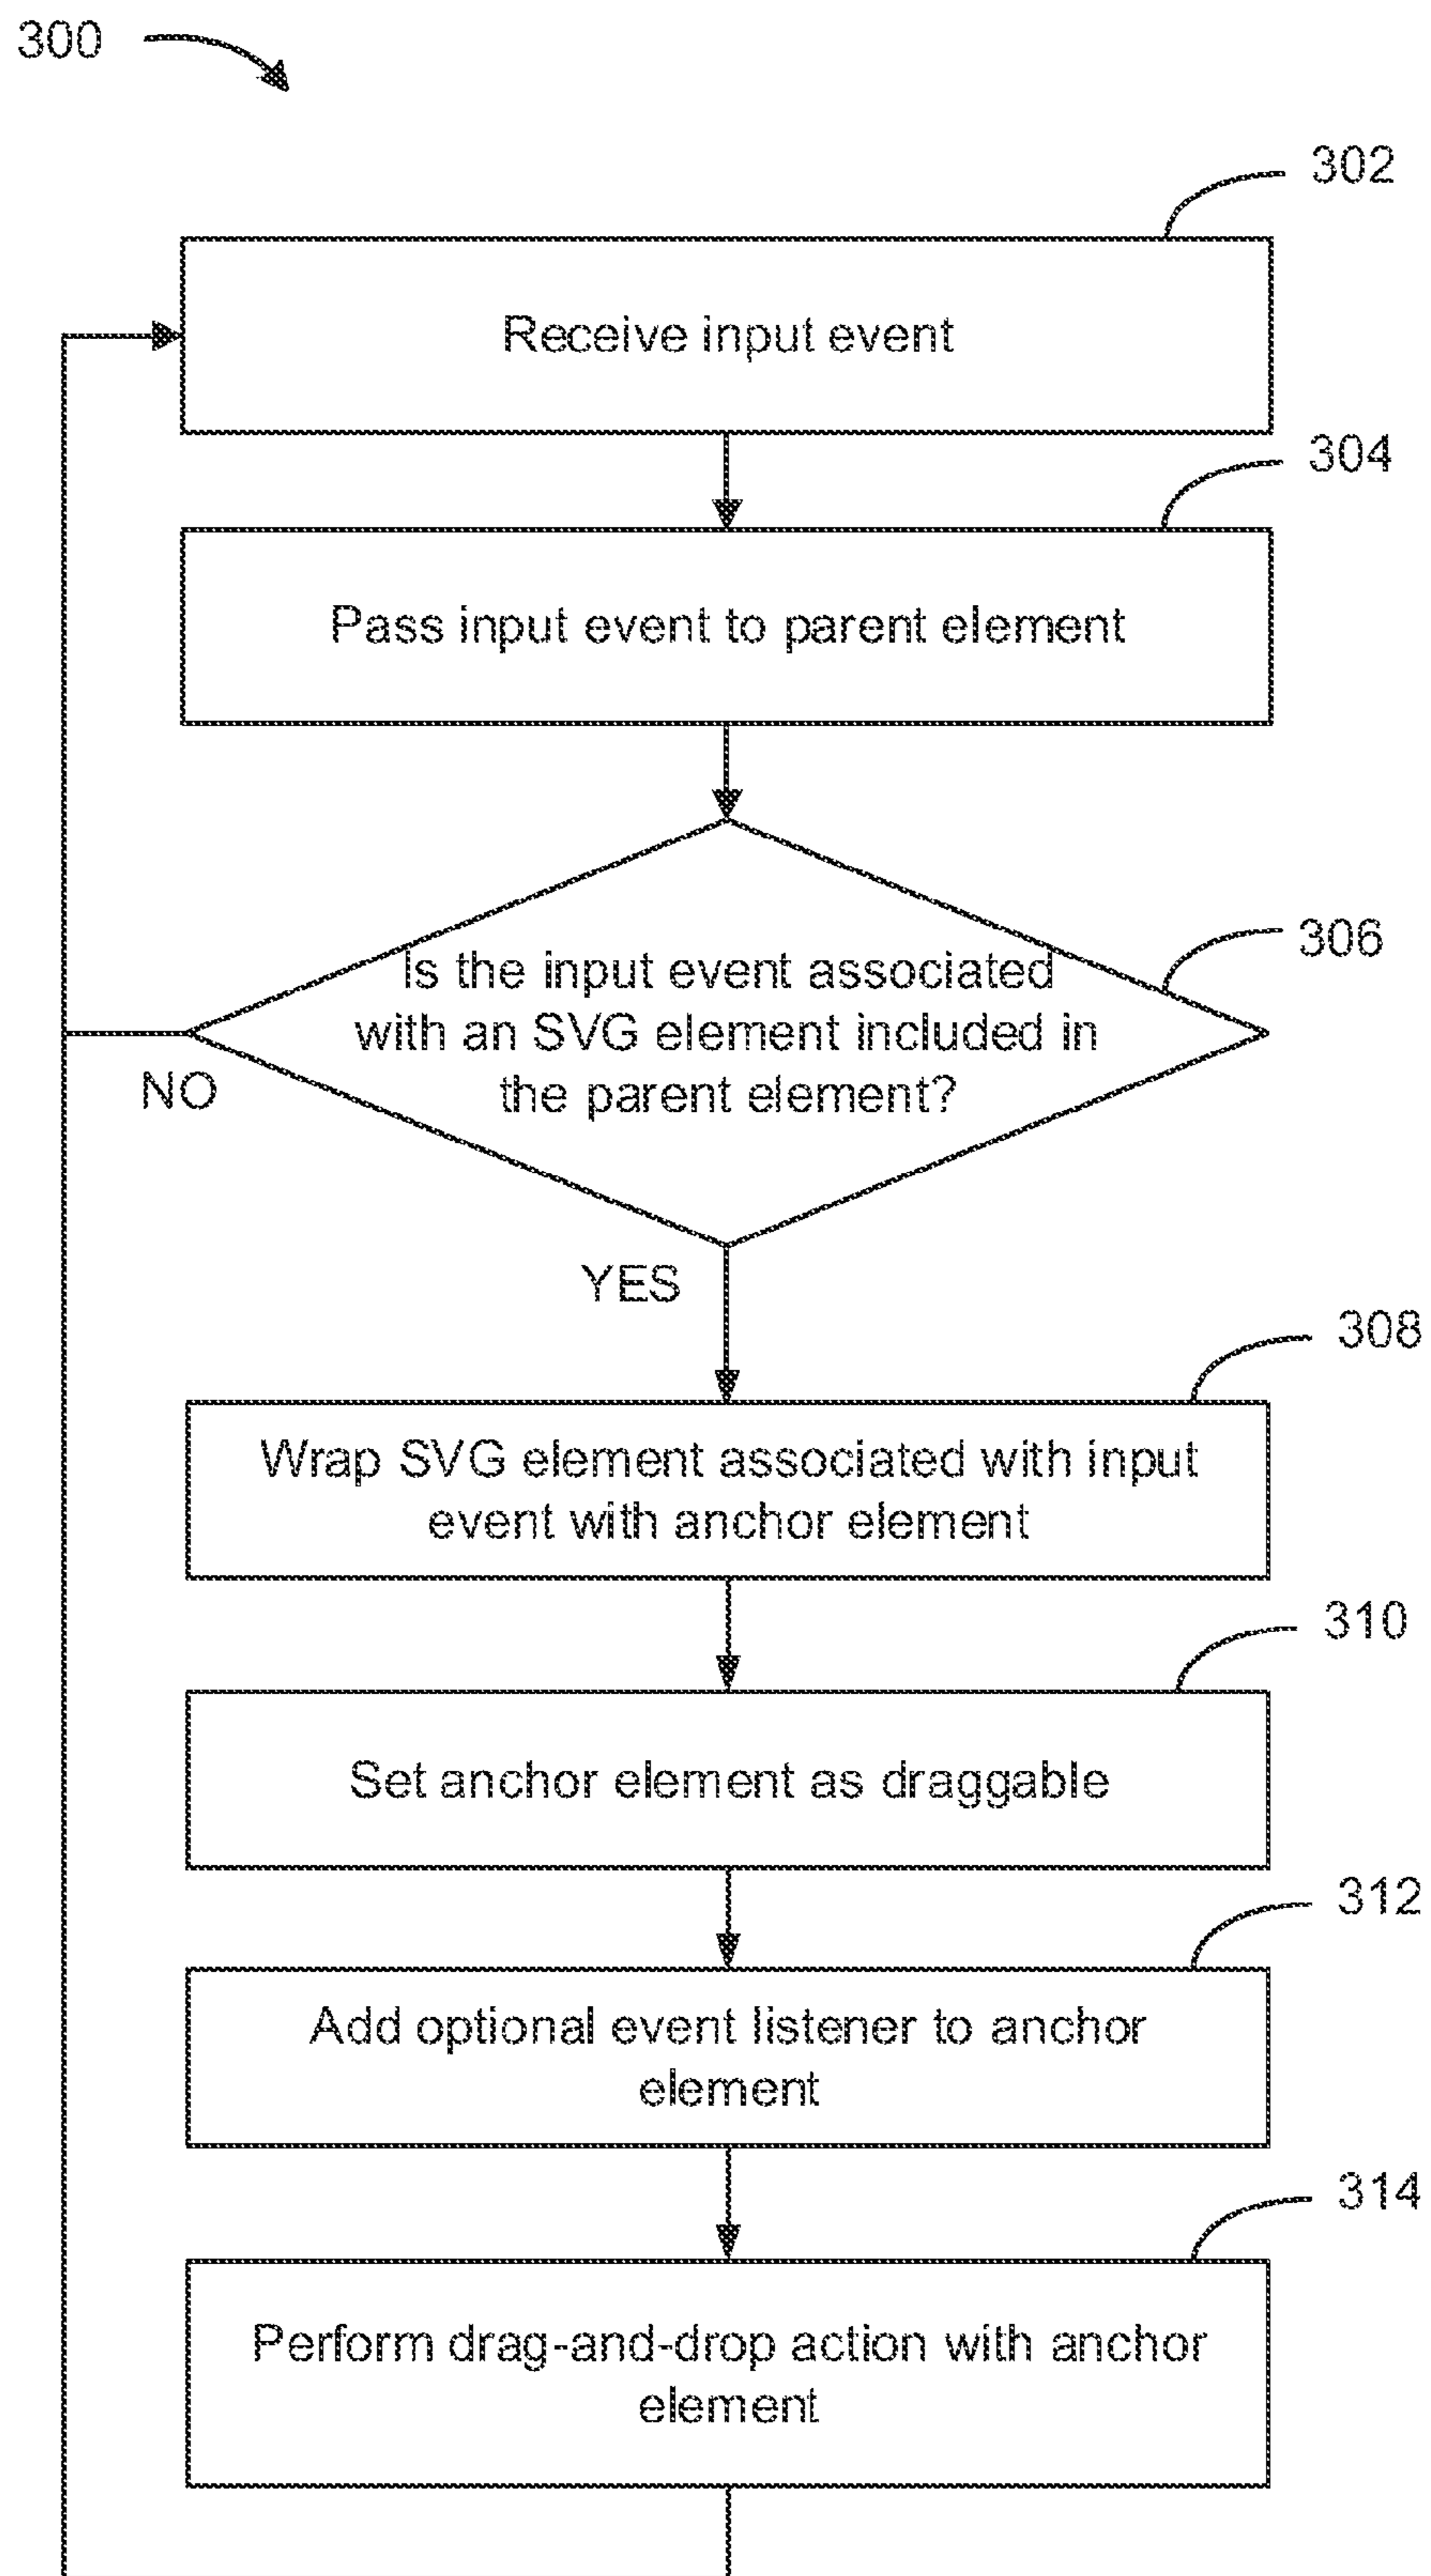 300
302
Receive input event
304
Pass input event to parent element
306
Is the input event associated
with an SVG element included in
the parent element?
NO
YES
308
Wrap SVG element associated with input
event with anchor element
310
Set anchor element as draggable
312
Add optional event listener to anchor
element
314
Perform drag-and-drop action with anchor
element